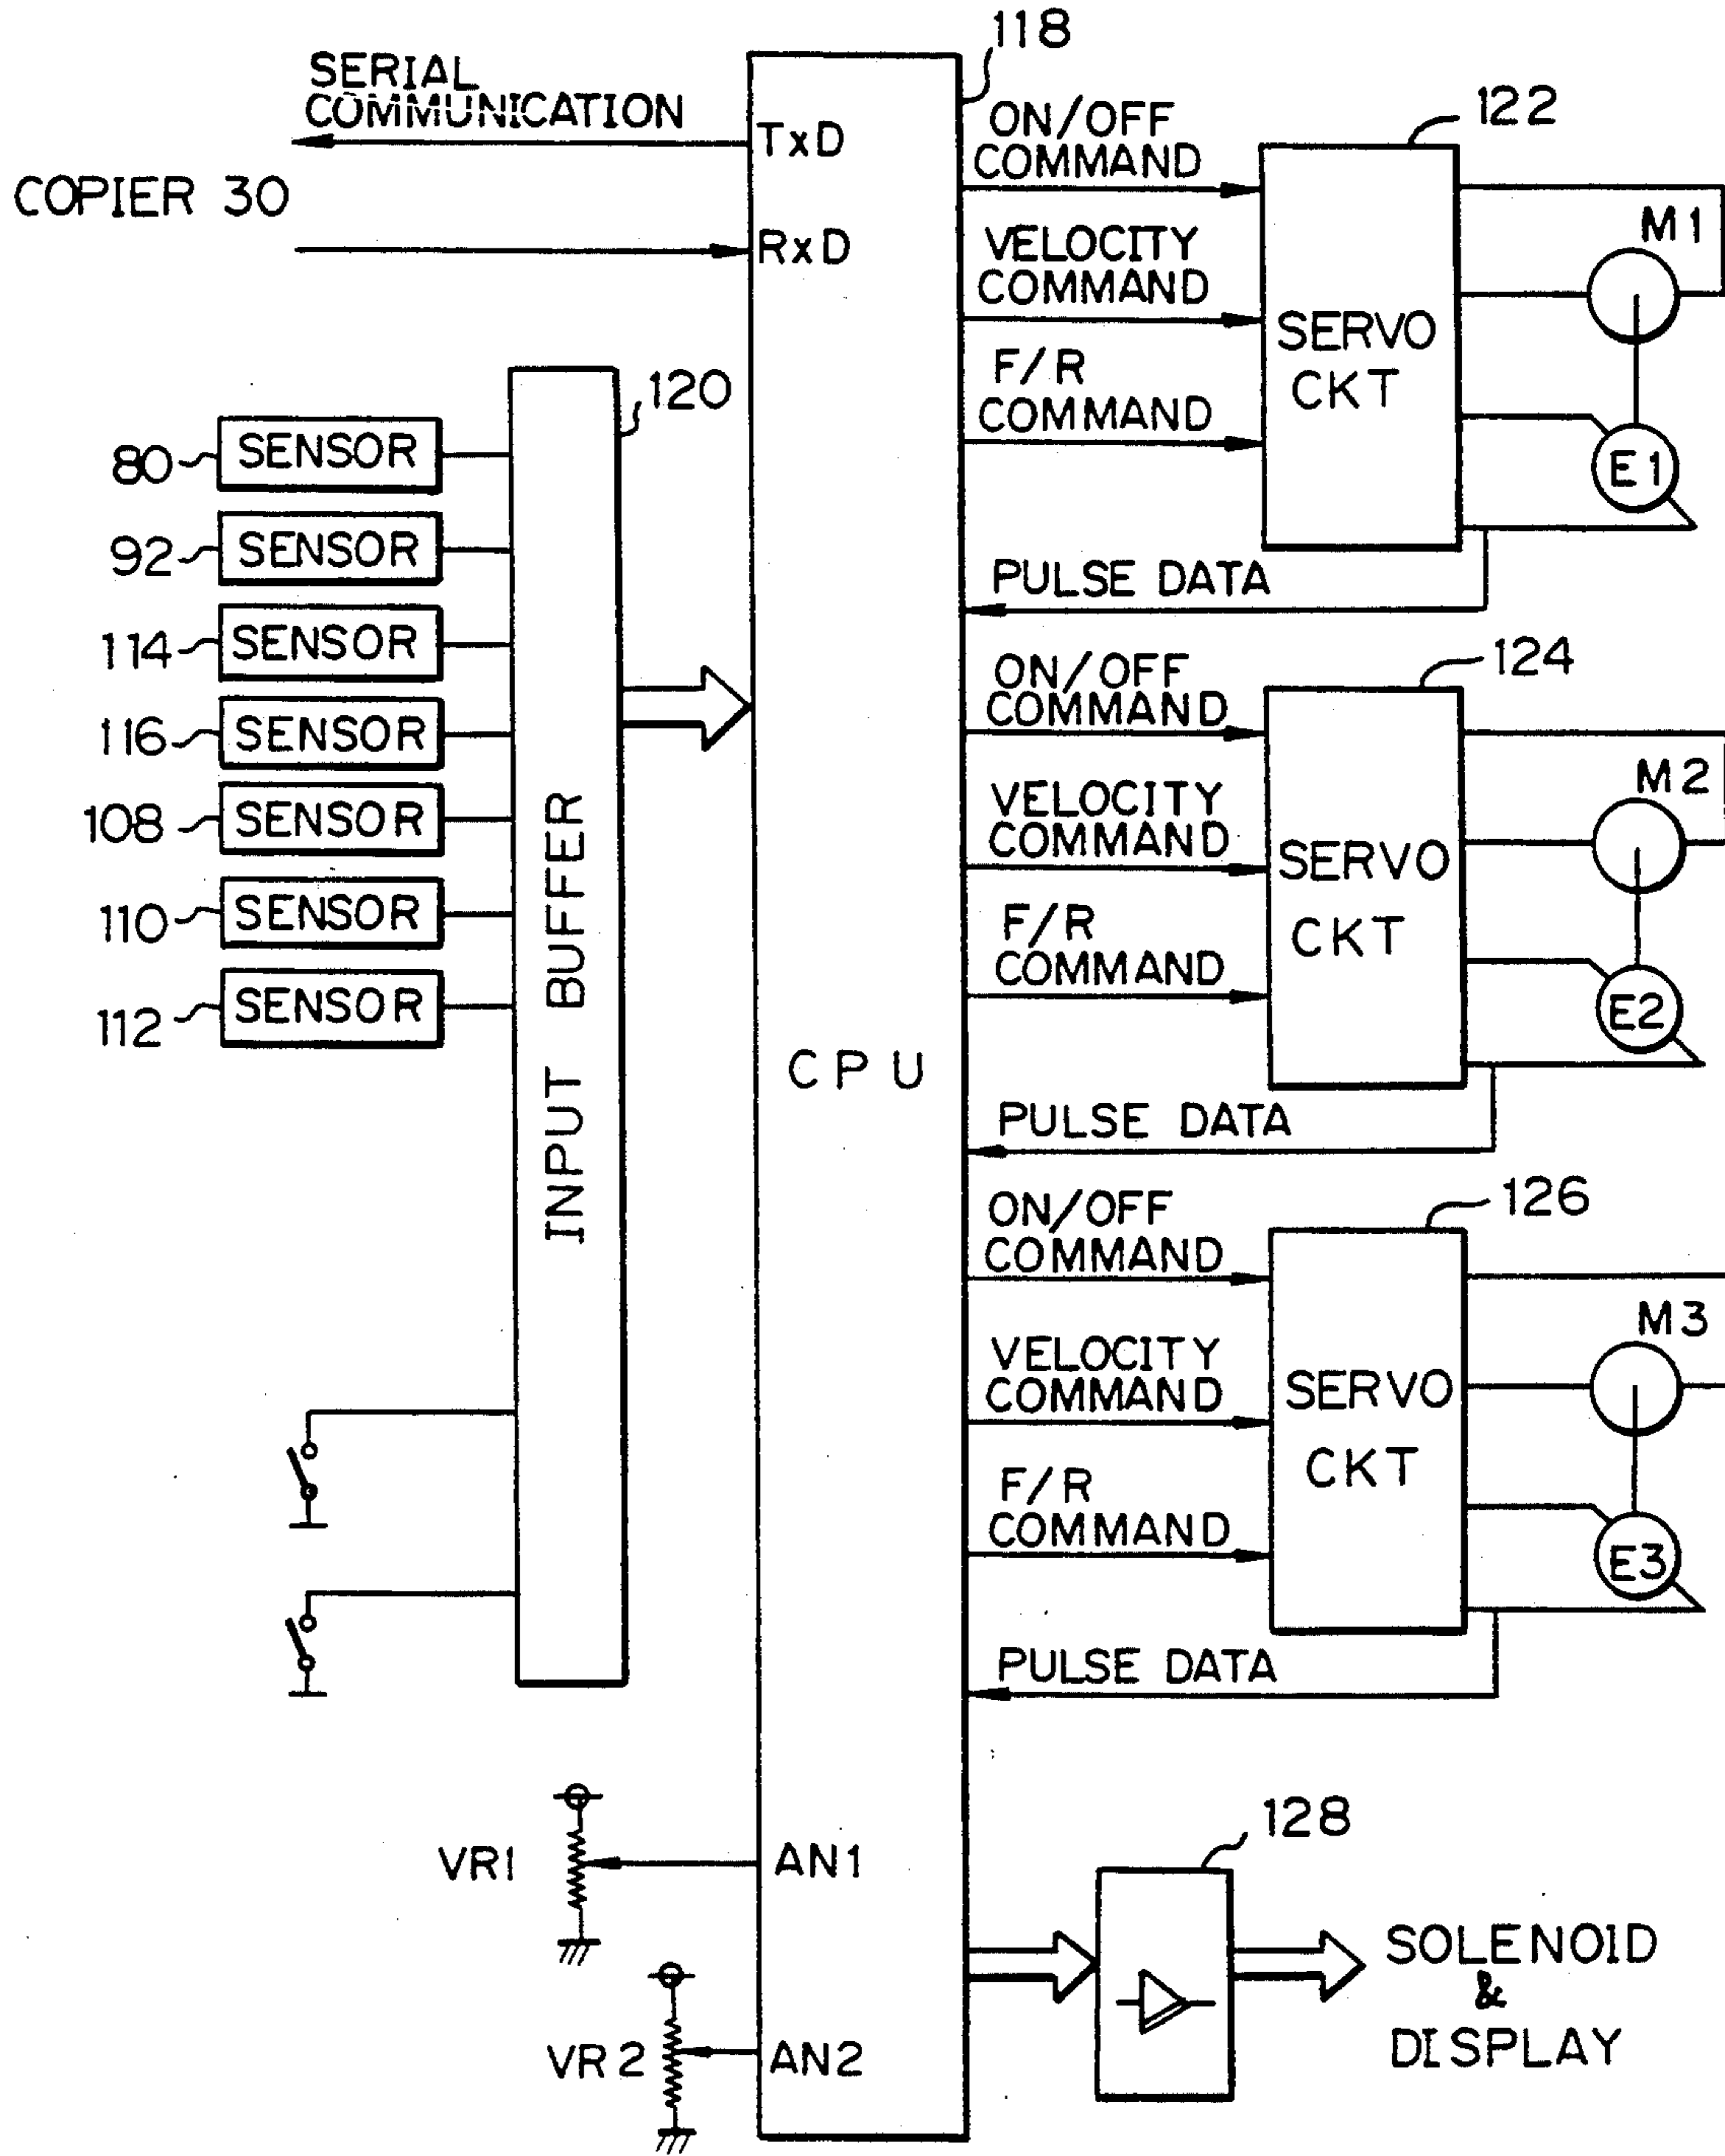 118
SERIAL
COMMUNICATION
TxD
COPIER 30
RxD
ON/OFF
COMMAND
VELOCITY
COMMAND
F/R
COMMAND
122
SERVO
CKT
M1
E1
PULSE DATA
120
80
SENSOR
92
SENSOR
114
SENSOR
116
SENSOR
108
SENSOR
110
SENSOR
112
SENSOR
INPUT BUFFER
CPU
ON/OFF
COMMAND
VELOCITY
COMMAND
F/R
COMMAND
124
SERVO
CKT
M2
E2
PULSE DATA
ON/OFF
COMMAND
VELOCITY
COMMAND
F/R
COMMAND
126
SERVO
CKT
M3
E3
PULSE DATA
VR1
AN1
VR2
AN2
128
SOLENOID
&
DISPLAY